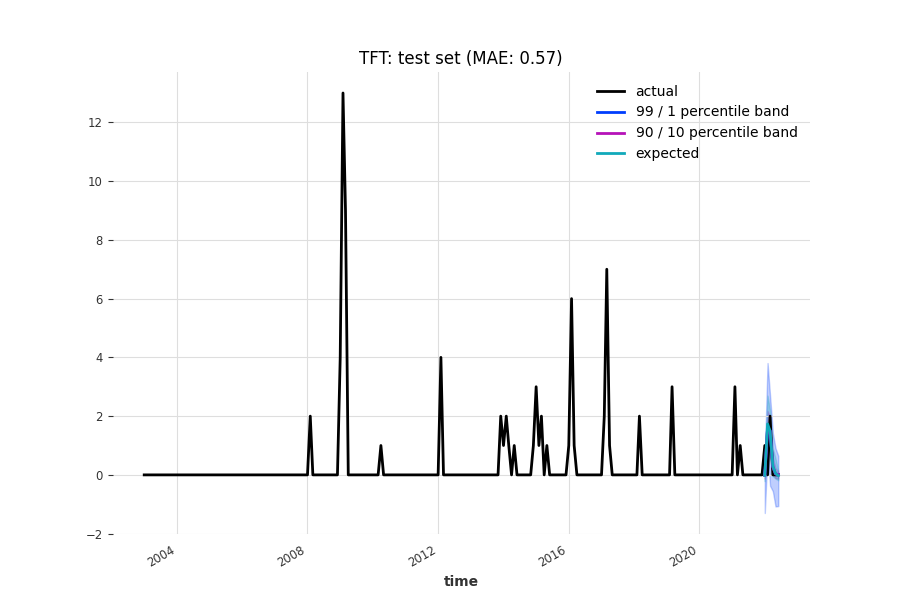 TFT: test set (MAE: 0.57)
actual
99 / 1 percentile band
90 / 10 percentile band
expected
12
10
8
6
4
2
0
−2
2004
2008
2012
2016
2020
time